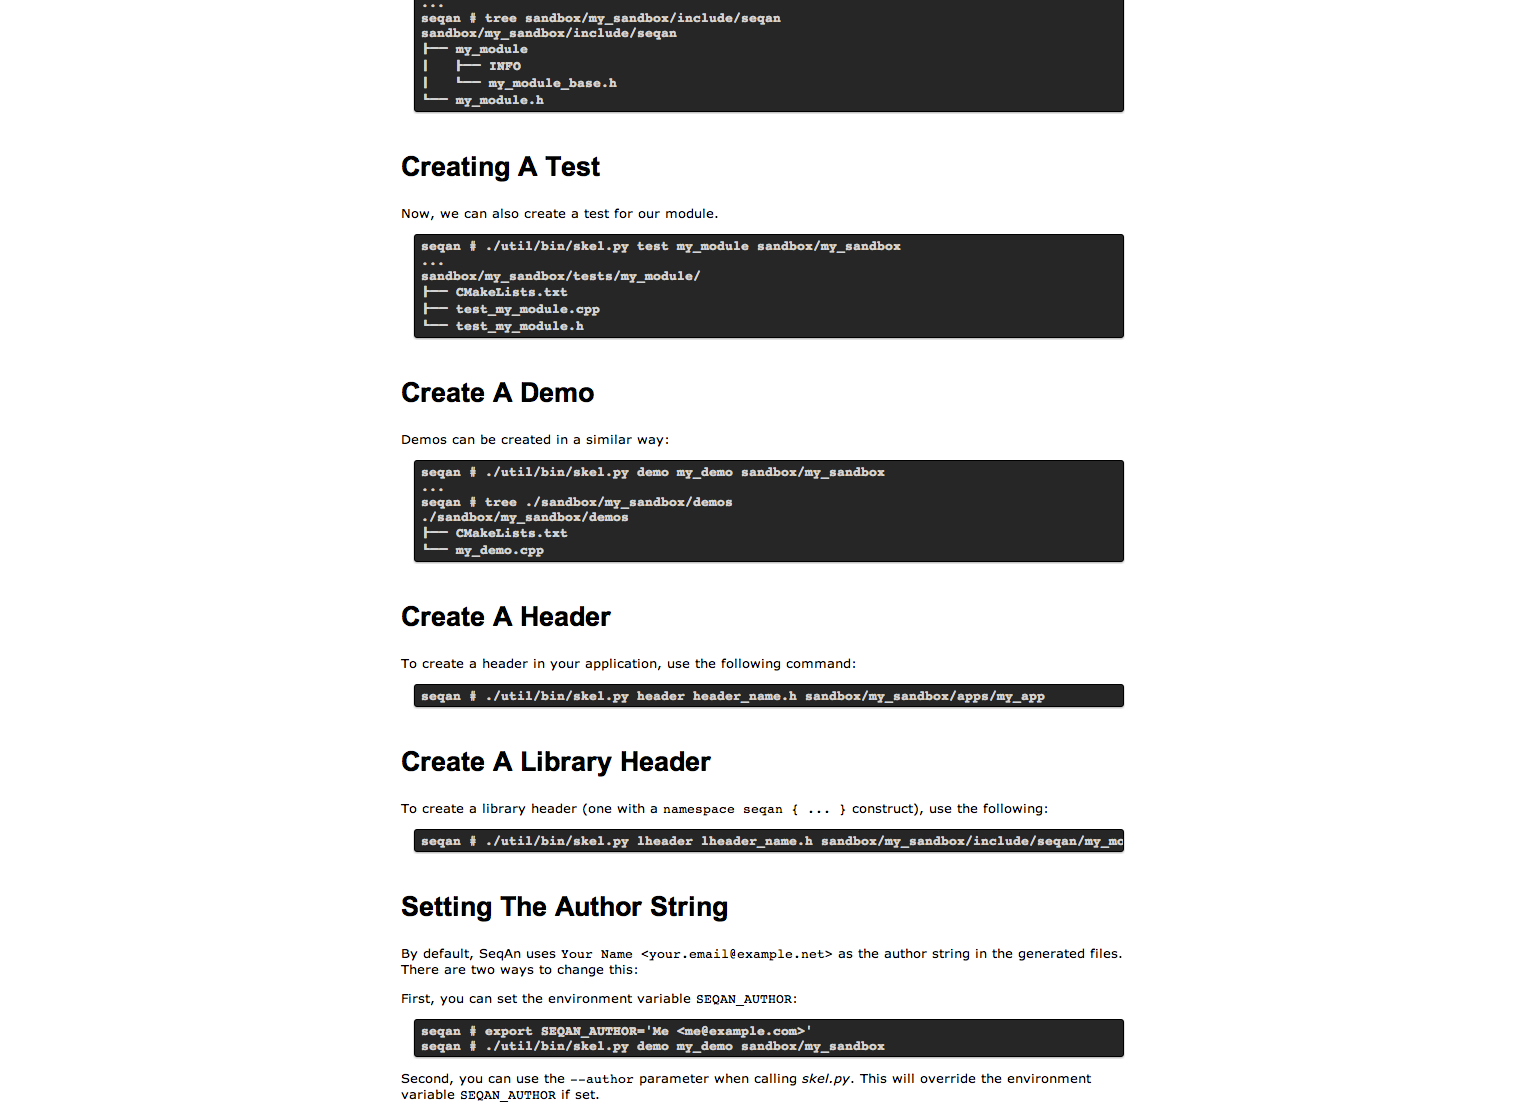 ...
seqan # tree sandbox/my_sandbox/include/seqan
sandbox/my_sandbox/include/seqan
├── my_module
│   ├── INFO
│   └── my_module_base.h
└── my_module.h
Creating A Test
Now, we can also create a test for our module.
seqan # ./util/bin/skel.py test my_module sandbox/my_sandbox
...
sandbox/my_sandbox/tests/my_module/
├── CMakeLists.txt
├── test_my_module.cpp
└── test_my_module.h
Create A Demo
Demos can be created in a similar way:
seqan # ./util/bin/skel.py demo my_demo sandbox/my_sandbox
...
seqan # tree ./sandbox/my_sandbox/demos
./sandbox/my_sandbox/demos
├── CMakeLists.txt
└── my_demo.cpp
Create A Header
To create a header in your application, use the following command:
seqan # ./util/bin/skel.py header header_name.h sandbox/my_sandbox/apps/my_app
Create A Library Header
To create a library header (one with a namespace seqan { ... } construct), use the following:
seqan # ./util/bin/skel.py lheader lheader_name.h sandbox/my_sandbox/include/seqan/my_mo
Setting The Author String
By default, SeqAn uses Your Name <your.email@example.net> as the author string in the generated files.
There are two ways to change this:
First, you can set the environment variable SEQAN_AUTHOR:
seqan # export SEQAN_AUTHOR='Me <me@example.com>'
seqan # ./util/bin/skel.py demo my_demo sandbox/my_sandbox
Second, you can use the --author parameter when calling skel.py. This will override the environment
variable SEQAN_AUTHOR if set.